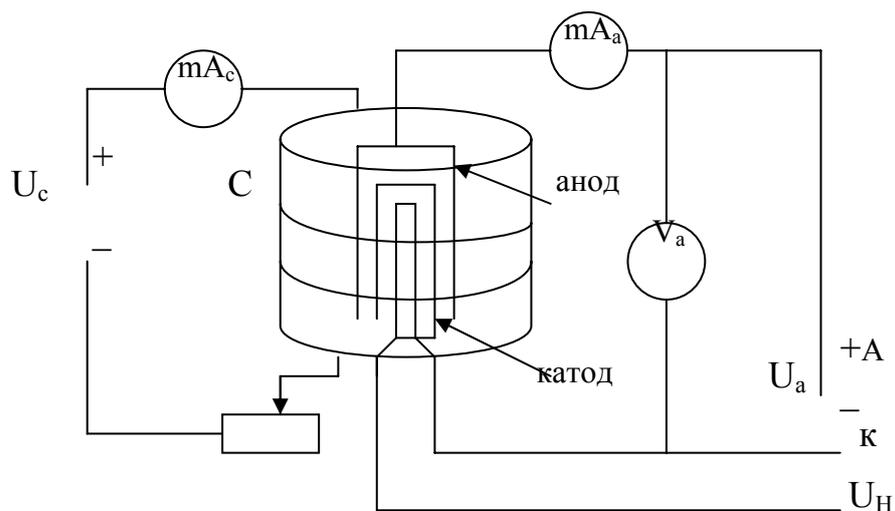 mAₐ
mA꜀
+
U꜀
C
анод
Vₐ
–
+A
Uₐ
катод
–
к
Uн